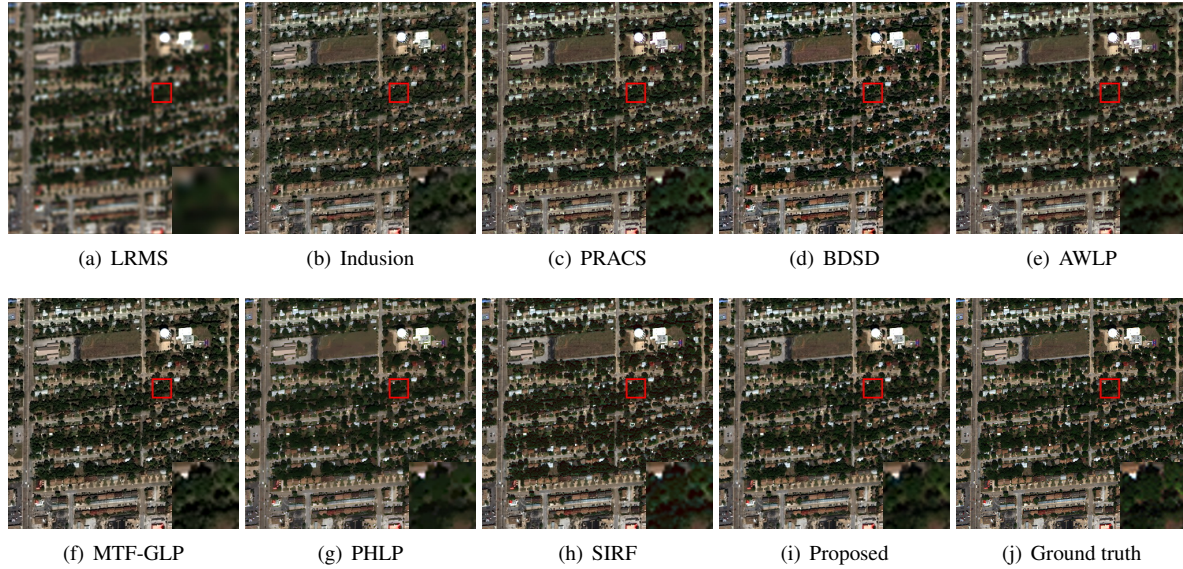 (a) LRMS
(b) Indusion
(c) PRACS
(d) BDSD
(e) AWLP
(f) MTF-GLP
(g) PHLP
(h) SIRF
(i) Proposed
(j) Ground truth